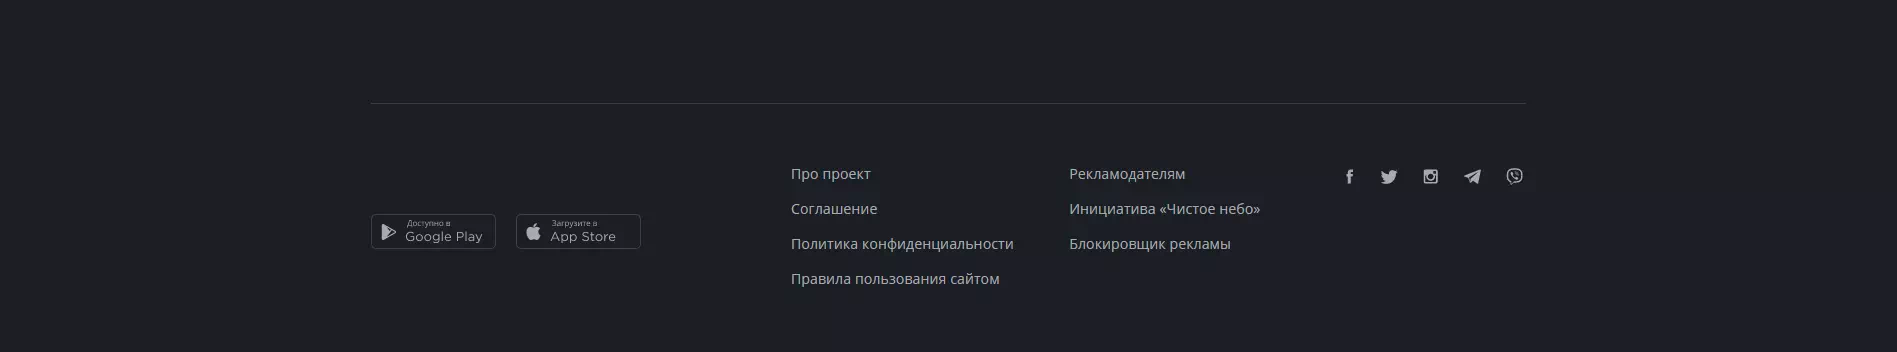 Доступно в
Google Play
Загрузите в
App Store
Про проект
Соглашение
Политика конфиденциальности
Правила пользования сайтом
Рекламодателям
Инициатива «Чистое небо»
Блокировщик рекламы